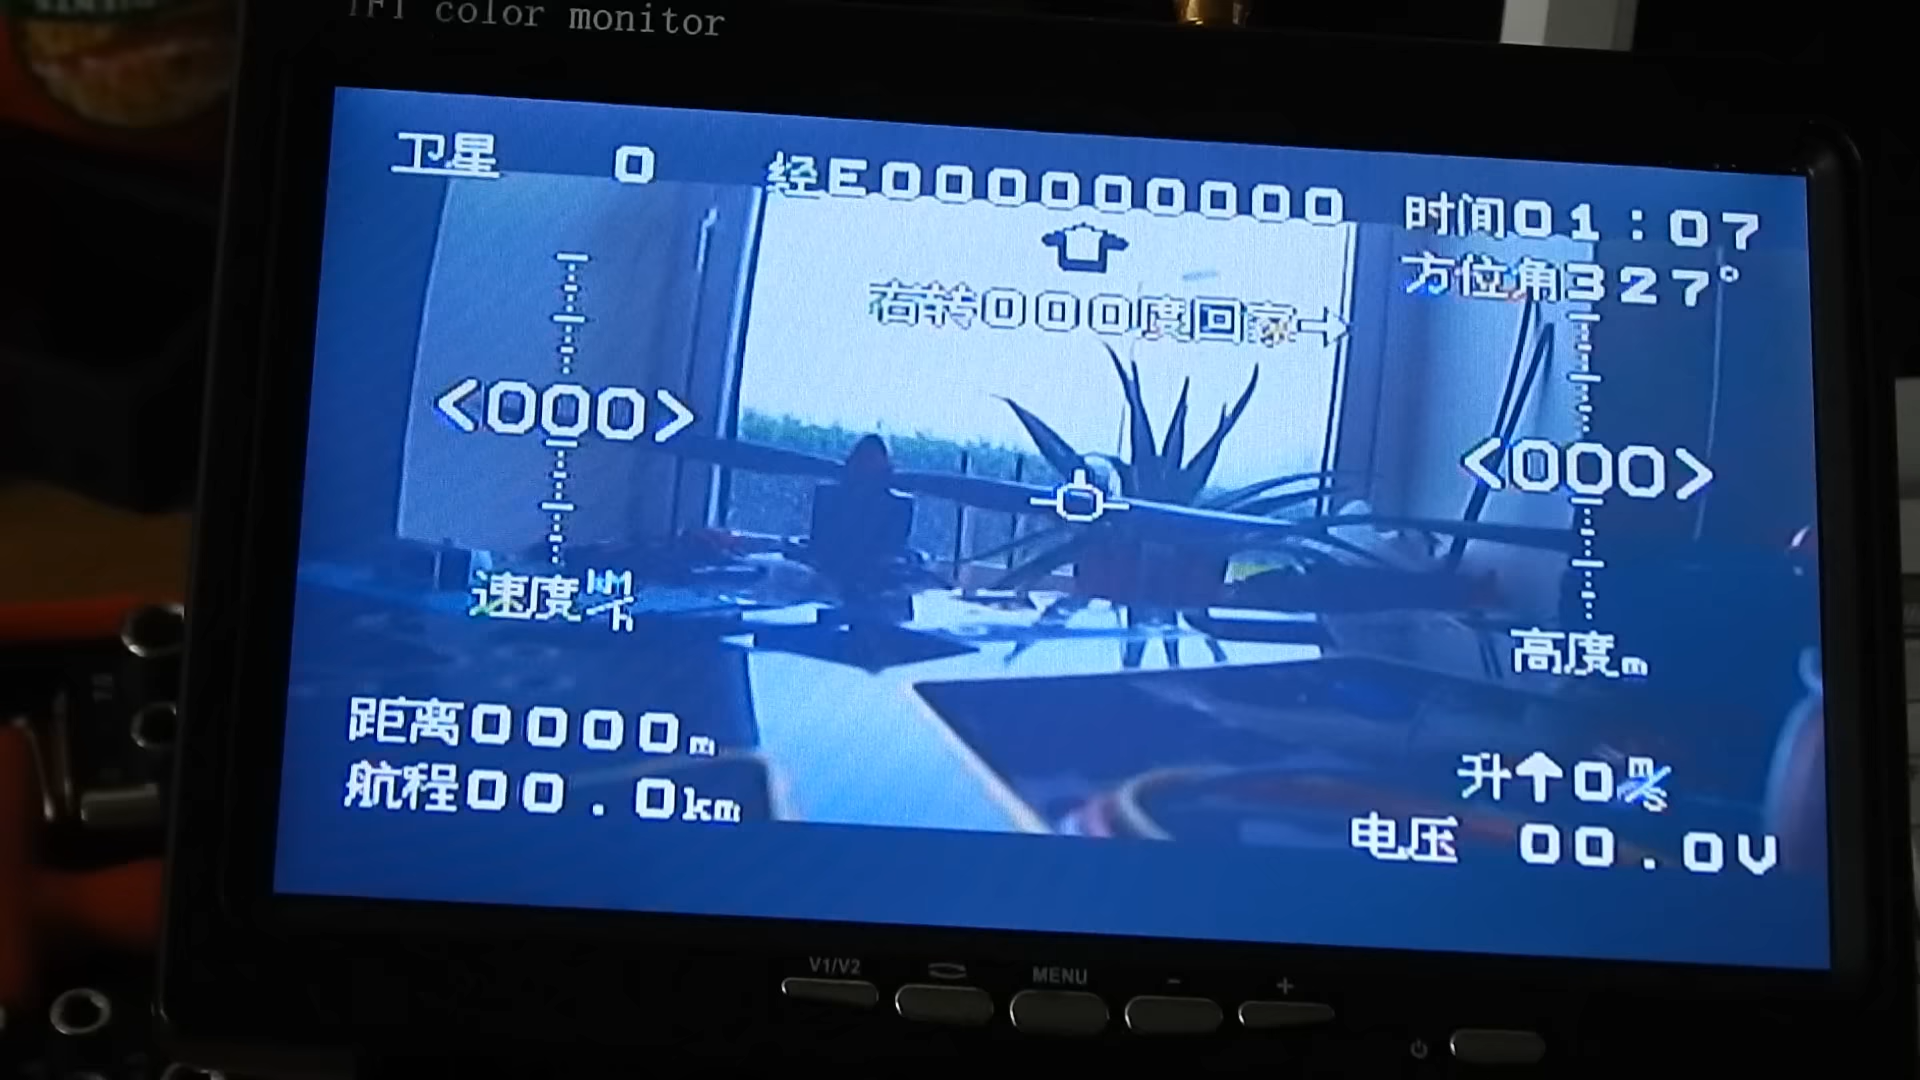 TFT color monitor
卫星 0 经E000000000 时间01:07
方位角327°
右转000度回家→
<000> <000>
速度KM/h
高度m
距离0000m
航程00.0km
升↑0m/s
电压 00.0V
V1/V2 MENU - +